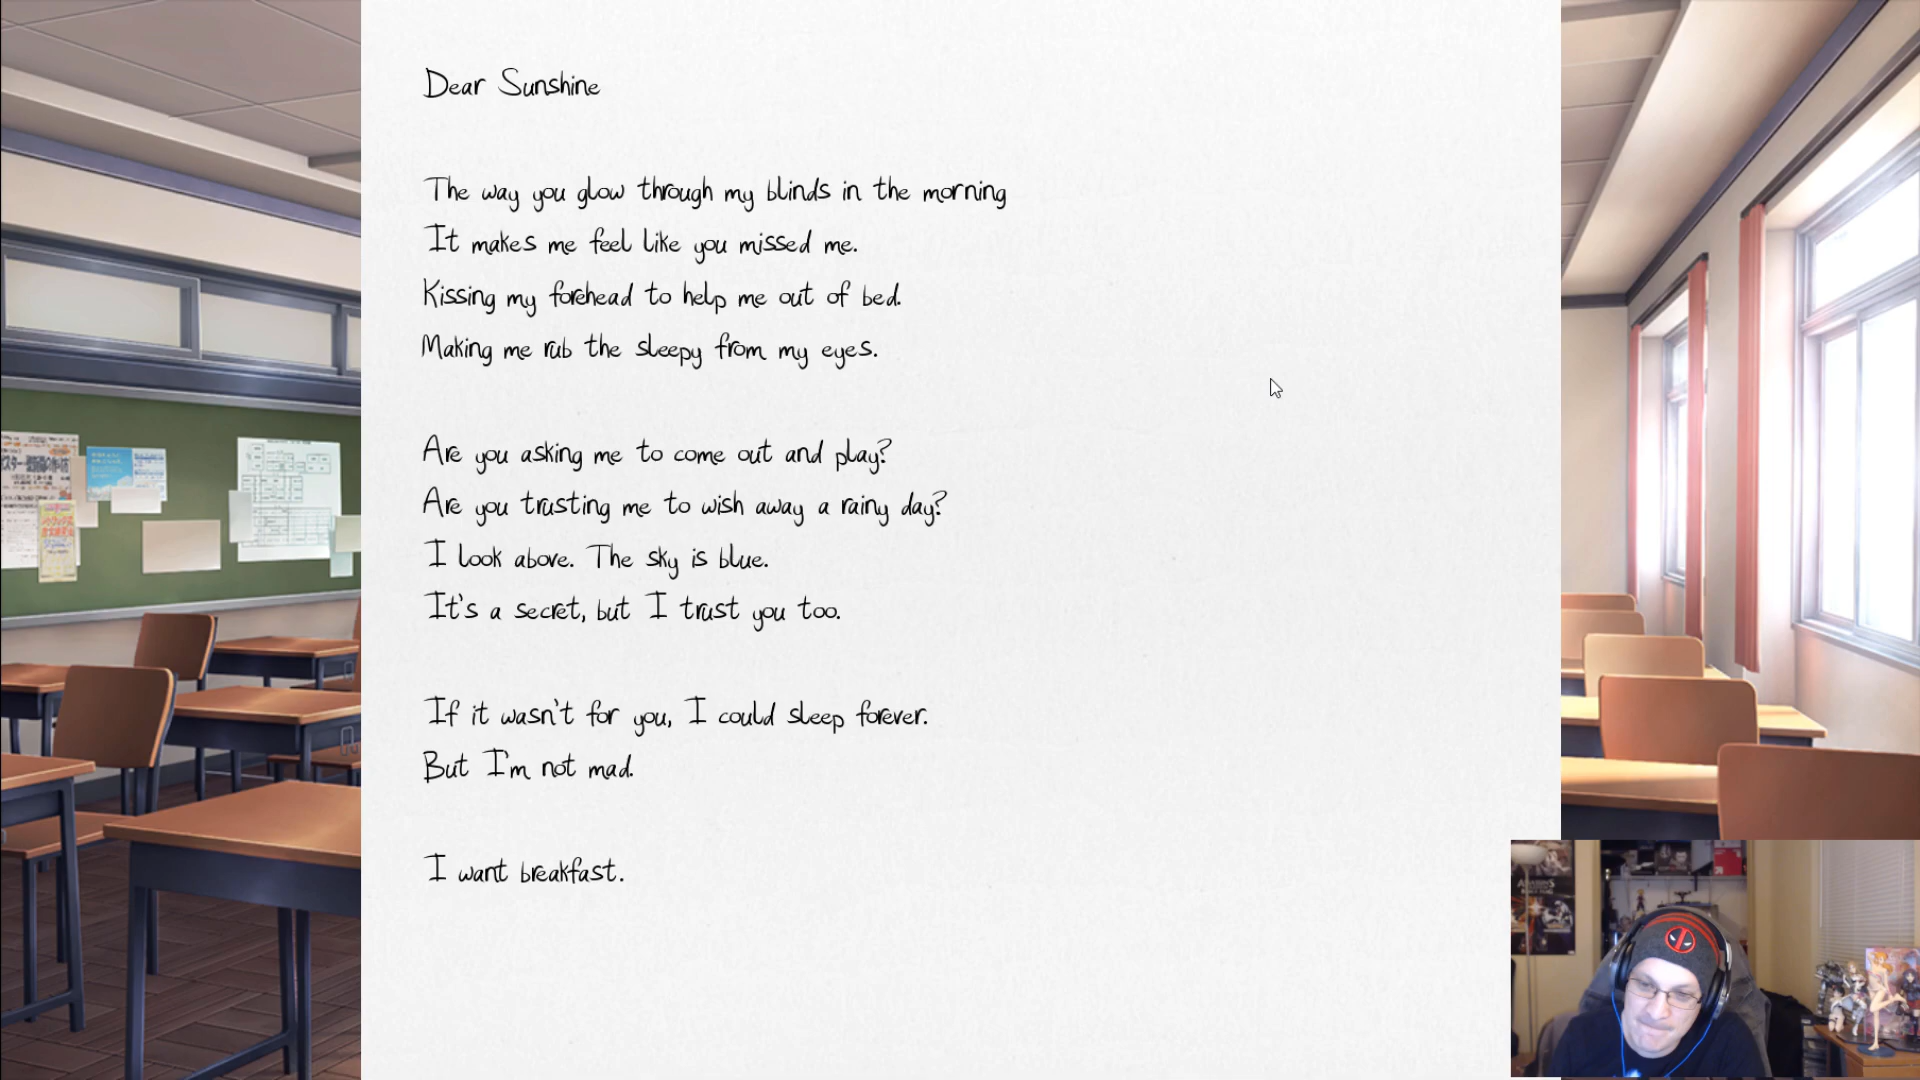 Dear Sunshine
The way you glow through my blinds in the morning
It makes me feel like you missed me.
Kissing my forehead to help me out of bed.
Making me rub the sleepy from my eyes.
Are you asking me to come out and play?
Are you trusting me to wish away a rainy day?
I look above. The sky is blue.
It's a secret, but I trust you too.
If it wasn't for you, I could sleep forever.
But I'm not mad.
I want breakfast.